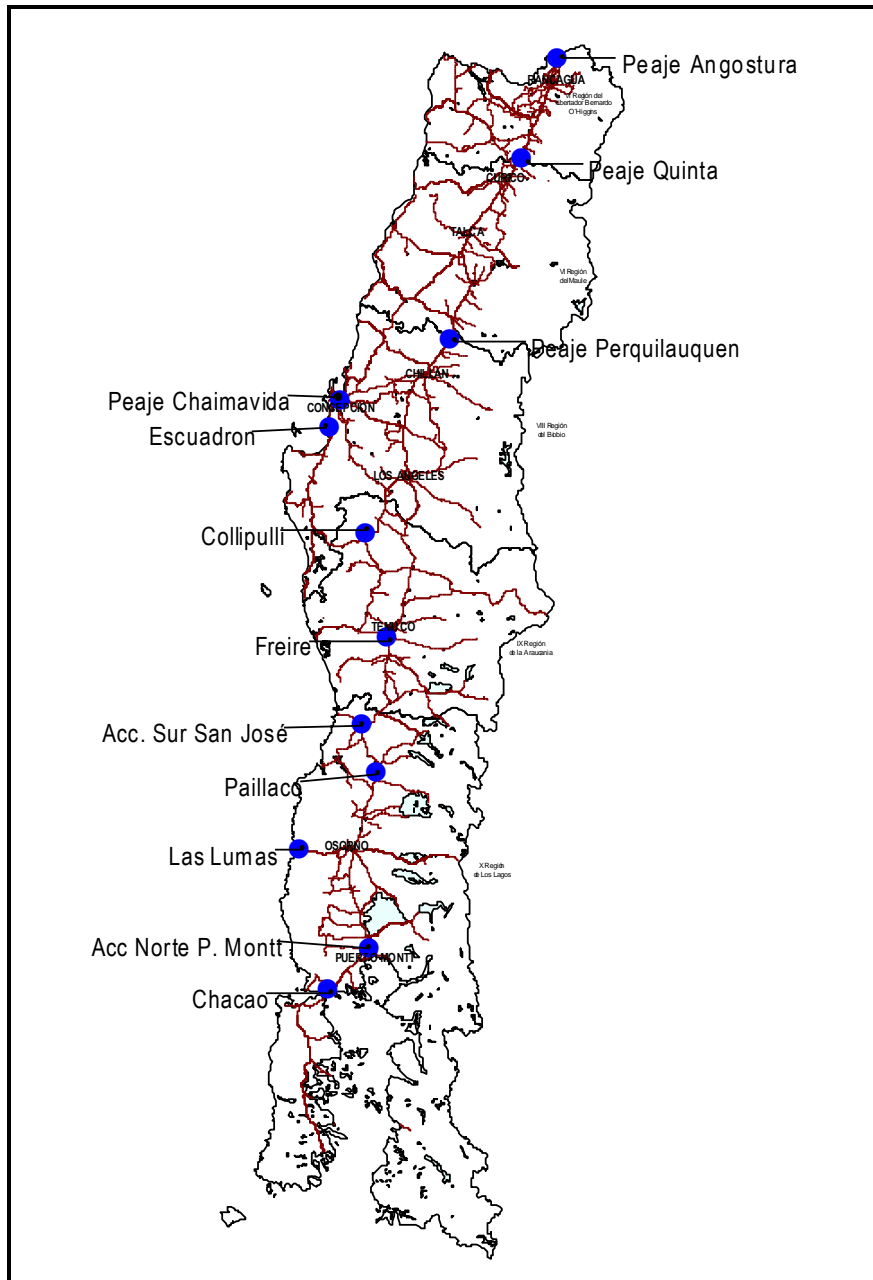 Peaje Angostura
RANCAGUA
VI Región del
Libertador Bernardo
O'Higgins
Peaje Quinta
CURICO
TALCA
VI Región
del Maule
Peaje Perquilauquen
CHILLAN
Peaje Chaimavida
CONCEPCION
Escuadron
VIII Región
del Biobio
LOS ANGELES
Collipulli
TEMUCO
Freire
IX Región
de la Araucania
Acc. Sur San José
Paillaco
Las Lumas
OSORNO
X Región
de Los Lagos
Acc Norte P. Montt
PUERTO MONTT
Chacao